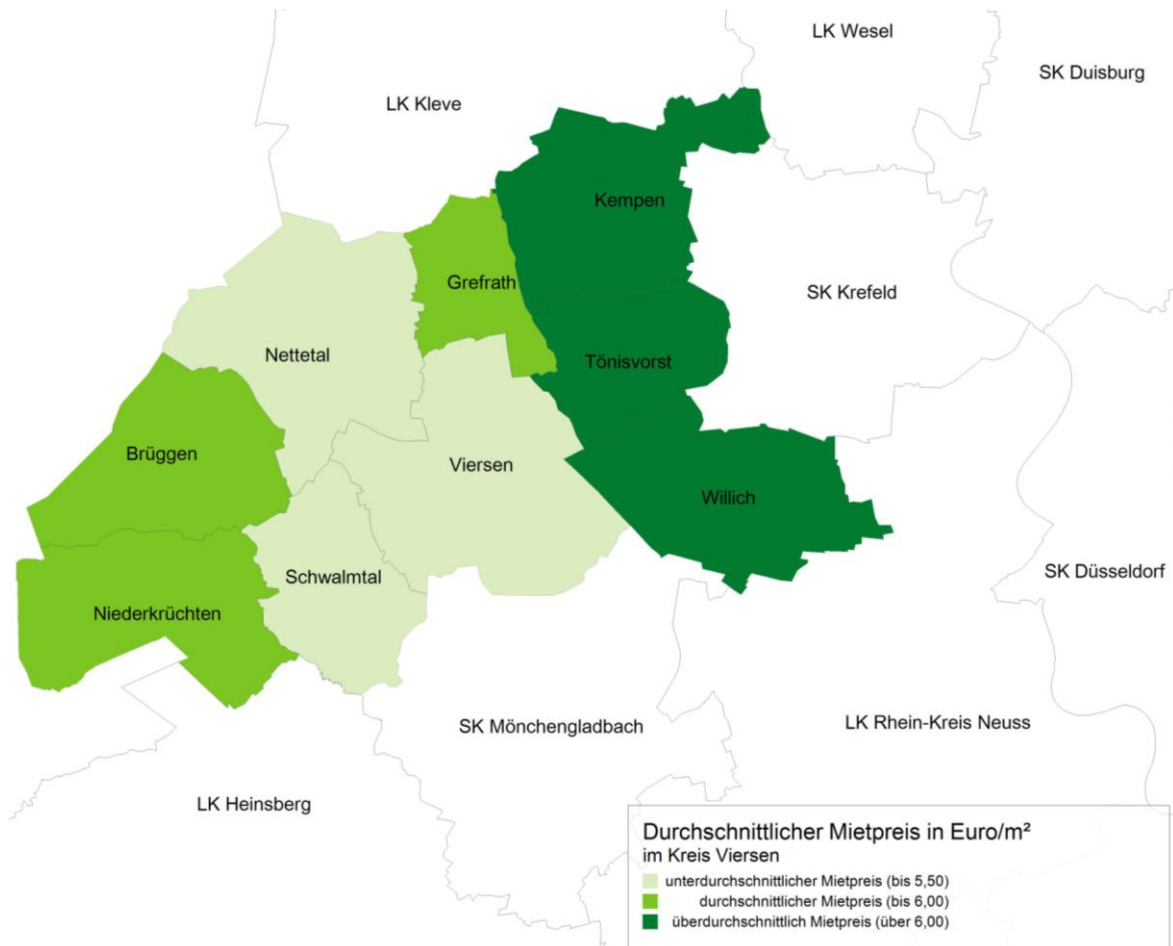 LK Wesel
SK Duisburg
LK Kleve
Kempen
Grefrath
SK Krefeld
Nettetal
Tönisvorst
Brüggen
Viersen
Willich
Schwalmtal
SK Düsseldorf
Niederkrüchten
SK Mönchengladbach
LK Rhein-Kreis Neuss
LK Heinsberg
Durchschnittlicher Mietpreis in Euro/m²
im Kreis Viersen
unterdurchschnittlicher Mietpreis (bis 5,50)
durchschnittlicher Mietpreis (bis 6,00)
überdurchschnittlich Mietpreis (über 6,00)